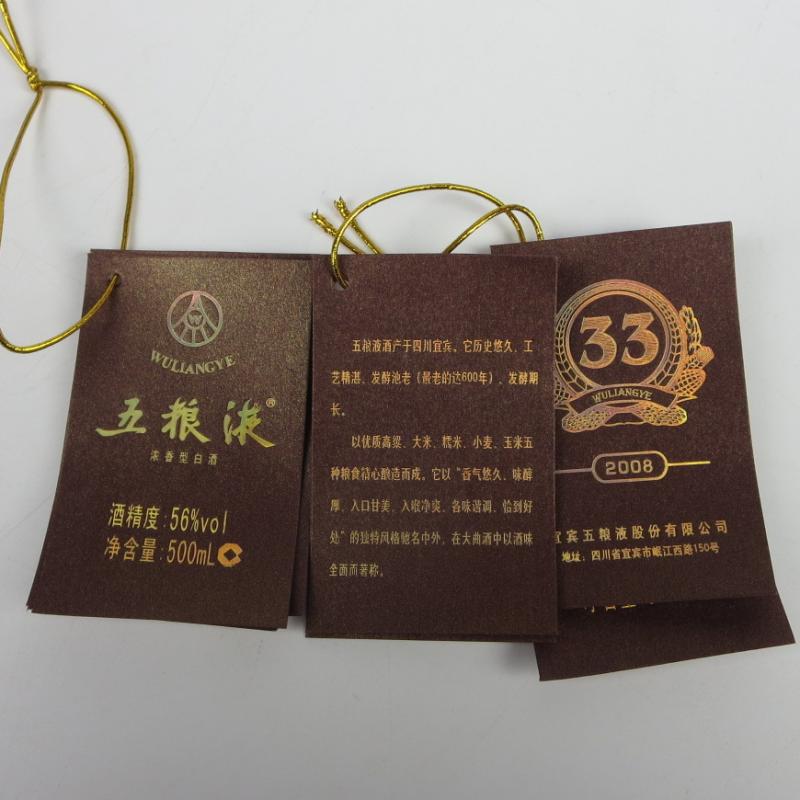 WULIANGYE
五粮液®
浓香型白酒
酒精度:56%vol
净含量:500mL
五粮液酒产于四川宜宾。它历史悠久、工
艺精湛、发酵池老(最老的达600年)、发酵期
长。
以优质高粱、大米、糯米、小麦、玉米五
种粮食精心酿造而成。它以“香气悠久、味醇
厚、入口甘美、入喉净爽、各味谐调、恰到好
处”的独特风格驰名中外，在大曲酒中以酒味
全面而著称。
33
WULIANGYE
2008
宜宾五粮液股份有限公司
地址: 四川省宜宾市岷江西路150号